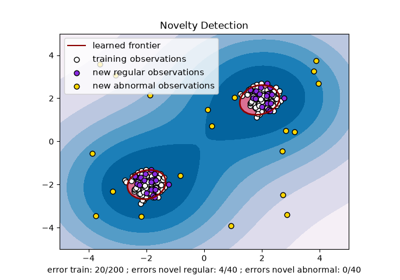 Novelty Detection
learned frontier
training observations
new regular observations
new abnormal observations
4
2
0
−2
−4
−4
−2
0
2
4
error train: 20/200 ; errors novel regular: 4/40 ; errors novel abnormal: 0/40